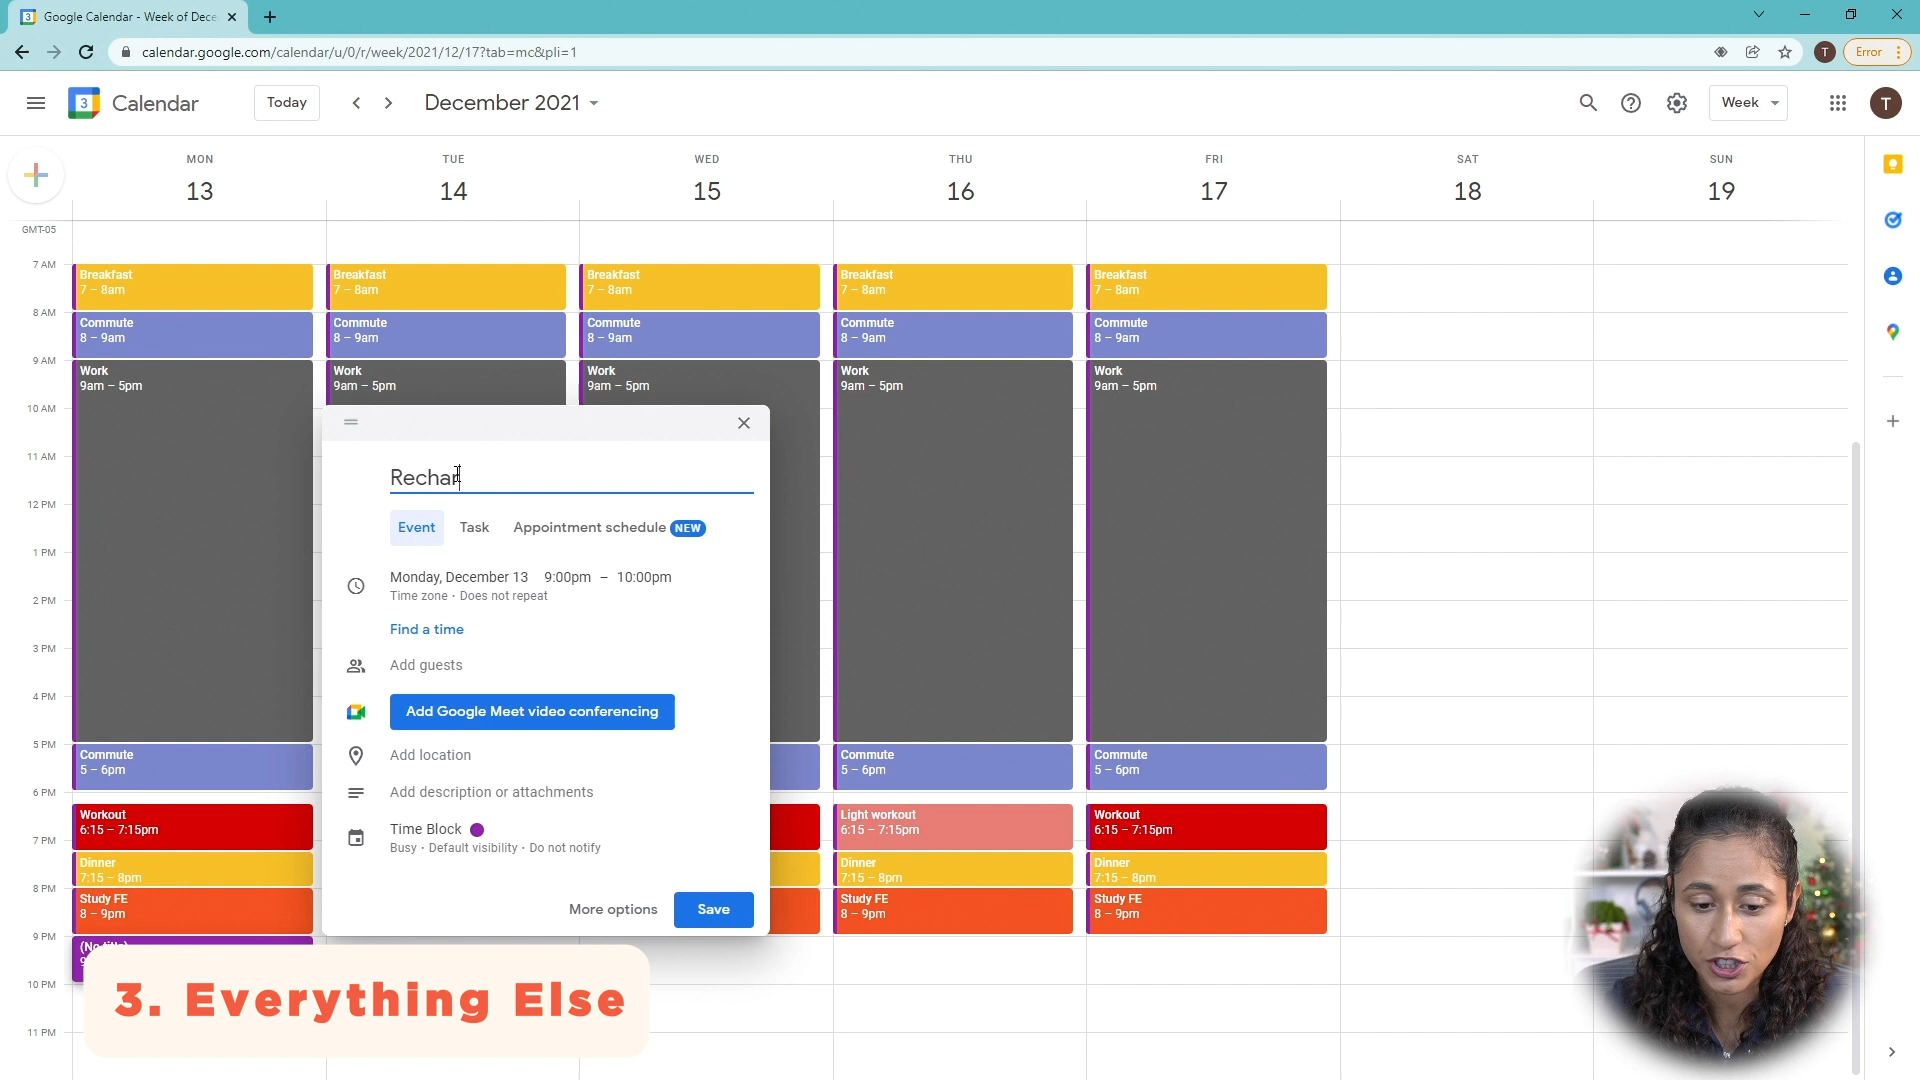 Google Calendar - Week of Dece
calendar.google.com/calendar/u/0/r/week/2021/12/17?tab=mc&pli=1
T
Error
3
Calendar
Today
December 2021
Week
T
MON
TUE
WED
THU
FRI
SAT
SUN
13
14
15
16
17
18
19
GMT-05
7 AM
8 AM
9 AM
10 AM
11 AM
12 PM
1 PM
2 PM
3 PM
4 PM
5 PM
6 PM
7 PM
8 PM
9 PM
10 PM
11 PM
Breakfast
7 – 8am
Commute
8 – 9am
Work
9am – 5pm
Commute
5 – 6pm
Workout
6:15 – 7:15pm
Dinner
7:15 – 8pm
Study FE
8 – 9pm
(No title)
Breakfast
7 – 8am
Commute
8 – 9am
Work
9am – 5pm
Breakfast
7 – 8am
Commute
8 – 9am
Work
9am – 5pm
Breakfast
7 – 8am
Commute
8 – 9am
Work
9am – 5pm
Commute
5 – 6pm
Light workout
6:15 – 7:15pm
Dinner
7:15 – 8pm
Study FE
8 – 9pm
Breakfast
7 – 8am
Commute
8 – 9am
Work
9am – 5pm
Commute
5 – 6pm
Workout
6:15 – 7:15pm
Dinner
7:15 – 8pm
Study FE
8 – 9pm
Rechar
Event
Task
Appointment schedule NEW
Monday, December 13 9:00pm – 10:00pm
Time zone · Does not repeat
Find a time
Add guests
Add Google Meet video conferencing
Add location
Add description or attachments
Time Block
Busy · Default visibility · Do not notify
More options
Save
3. Everything Else